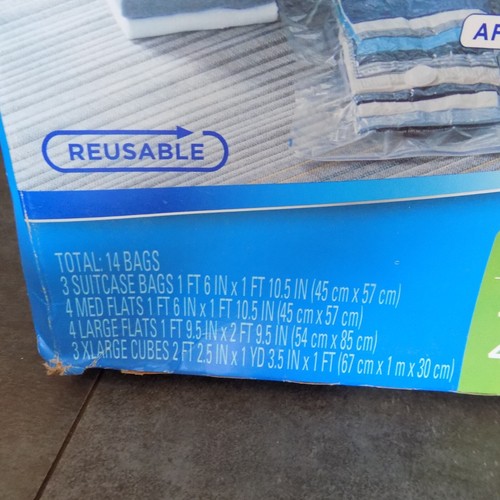 AF
REUSABLE
TOTAL: 14 BAGS
3 SUITCASE BAGS 1 FT 6 IN x 1 FT 10.5 IN (45 cm x 57 cm)
4 MED FLATS 1 FT 6 IN x 1 FT 10.5 IN (45 cm x 57 cm)
4 LARGE FLATS 1 FT 9.5 IN x 2 FT 9.5 IN (54 cm x 85 cm)
3 XLARGE CUBES 2 FT 2.5 IN x 1 YD 3.5 IN x 1 FT (67 cm x 1 m x 30 cm)